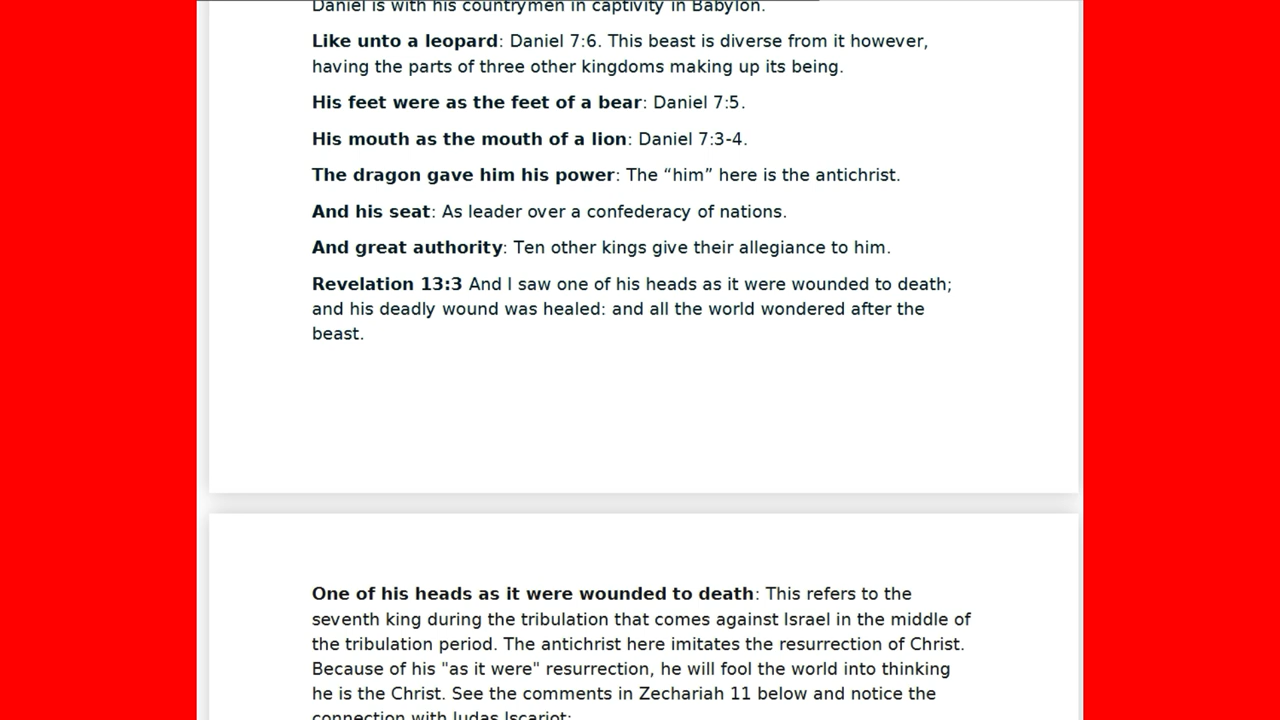 Daniel is with his countrymen in captivity in Babylon.
Like unto a leopard: Daniel 7:6. This beast is diverse from it however,
having the parts of three other kingdoms making up its being.
His feet were as the feet of a bear: Daniel 7:5.
His mouth as the mouth of a lion: Daniel 7:3-4.
The dragon gave him his power: The “him” here is the antichrist.
And his seat: As leader over a confederacy of nations.
And great authority: Ten other kings give their allegiance to him.
Revelation 13:3 And I saw one of his heads as it were wounded to death;
and his deadly wound was healed: and all the world wondered after the
beast.
One of his heads as it were wounded to death: This refers to the
seventh king during the tribulation that comes against Israel in the middle of
the tribulation period. The antichrist here imitates the resurrection of Christ.
Because of his "as it were" resurrection, he will fool the world into thinking
he is the Christ. See the comments in Zechariah 11 below and notice the
connection with Judas Iscariot: